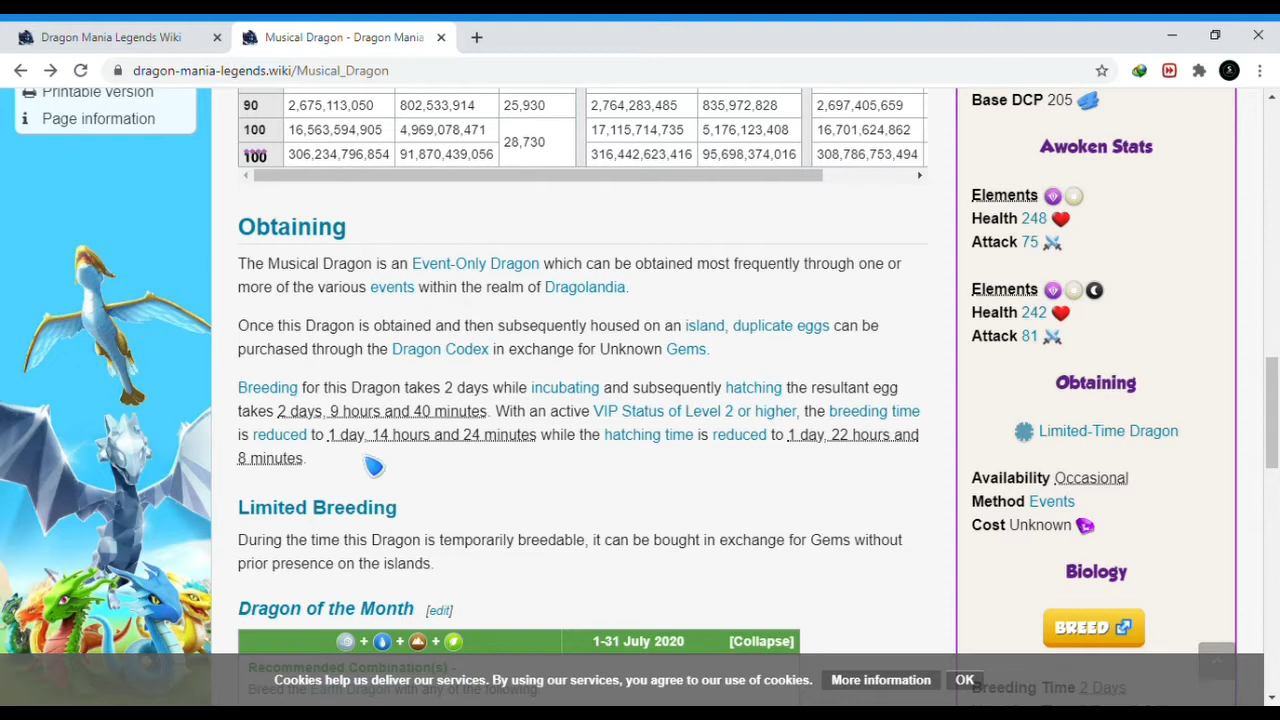 Dragon Mania Legends Wiki
Musical Dragon - Dragon Mania
dragon-mania-legends.wiki/Musical_Dragon
Printable version
Page information
90 2,675,113,050 802,533,914 25,930 2,764,283,485 835,972,828 2,697,405,659
100 16,563,594,905 4,969,078,471 28,730 17,115,714,735 5,176,123,408 16,701,624,862
100 306,234,796,854 91,870,439,056 316,442,623,416 95,698,374,016 308,786,753,494
Obtaining
The Musical Dragon is an Event-Only Dragon which can be obtained most frequently through one or
more of the various events within the realm of Dragolandia.
Once this Dragon is obtained and then subsequently housed on an island, duplicate eggs can be
purchased through the Dragon Codex in exchange for Unknown Gems.
Breeding for this Dragon takes 2 days while incubating and subsequently hatching the resultant egg
takes 2 days, 9 hours and 40 minutes. With an active VIP Status of Level 2 or higher, the breeding time
is reduced to 1 day, 14 hours and 24 minutes while the hatching time is reduced to 1 day, 22 hours and
8 minutes.
Limited Breeding
During the time this Dragon is temporarily breedable, it can be bought in exchange for Gems without
prior presence on the islands.
Dragon of the Month [edit]
+ + + 1-31 July 2020 [Collapse]
Recommended Combination(s) -
Breed the Earth Dragon with any of the following
Base DCP 205
Awoken Stats
Elements
Health 248
Attack 75
Elements
Health 242
Attack 81
Obtaining
Limited-Time Dragon
Availability Occasional
Method Events
Cost Unknown
Biology
BREED
Breeding Time 2 Days
Cookies help us deliver our services. By using our services, you agree to our use of cookies. More information OK